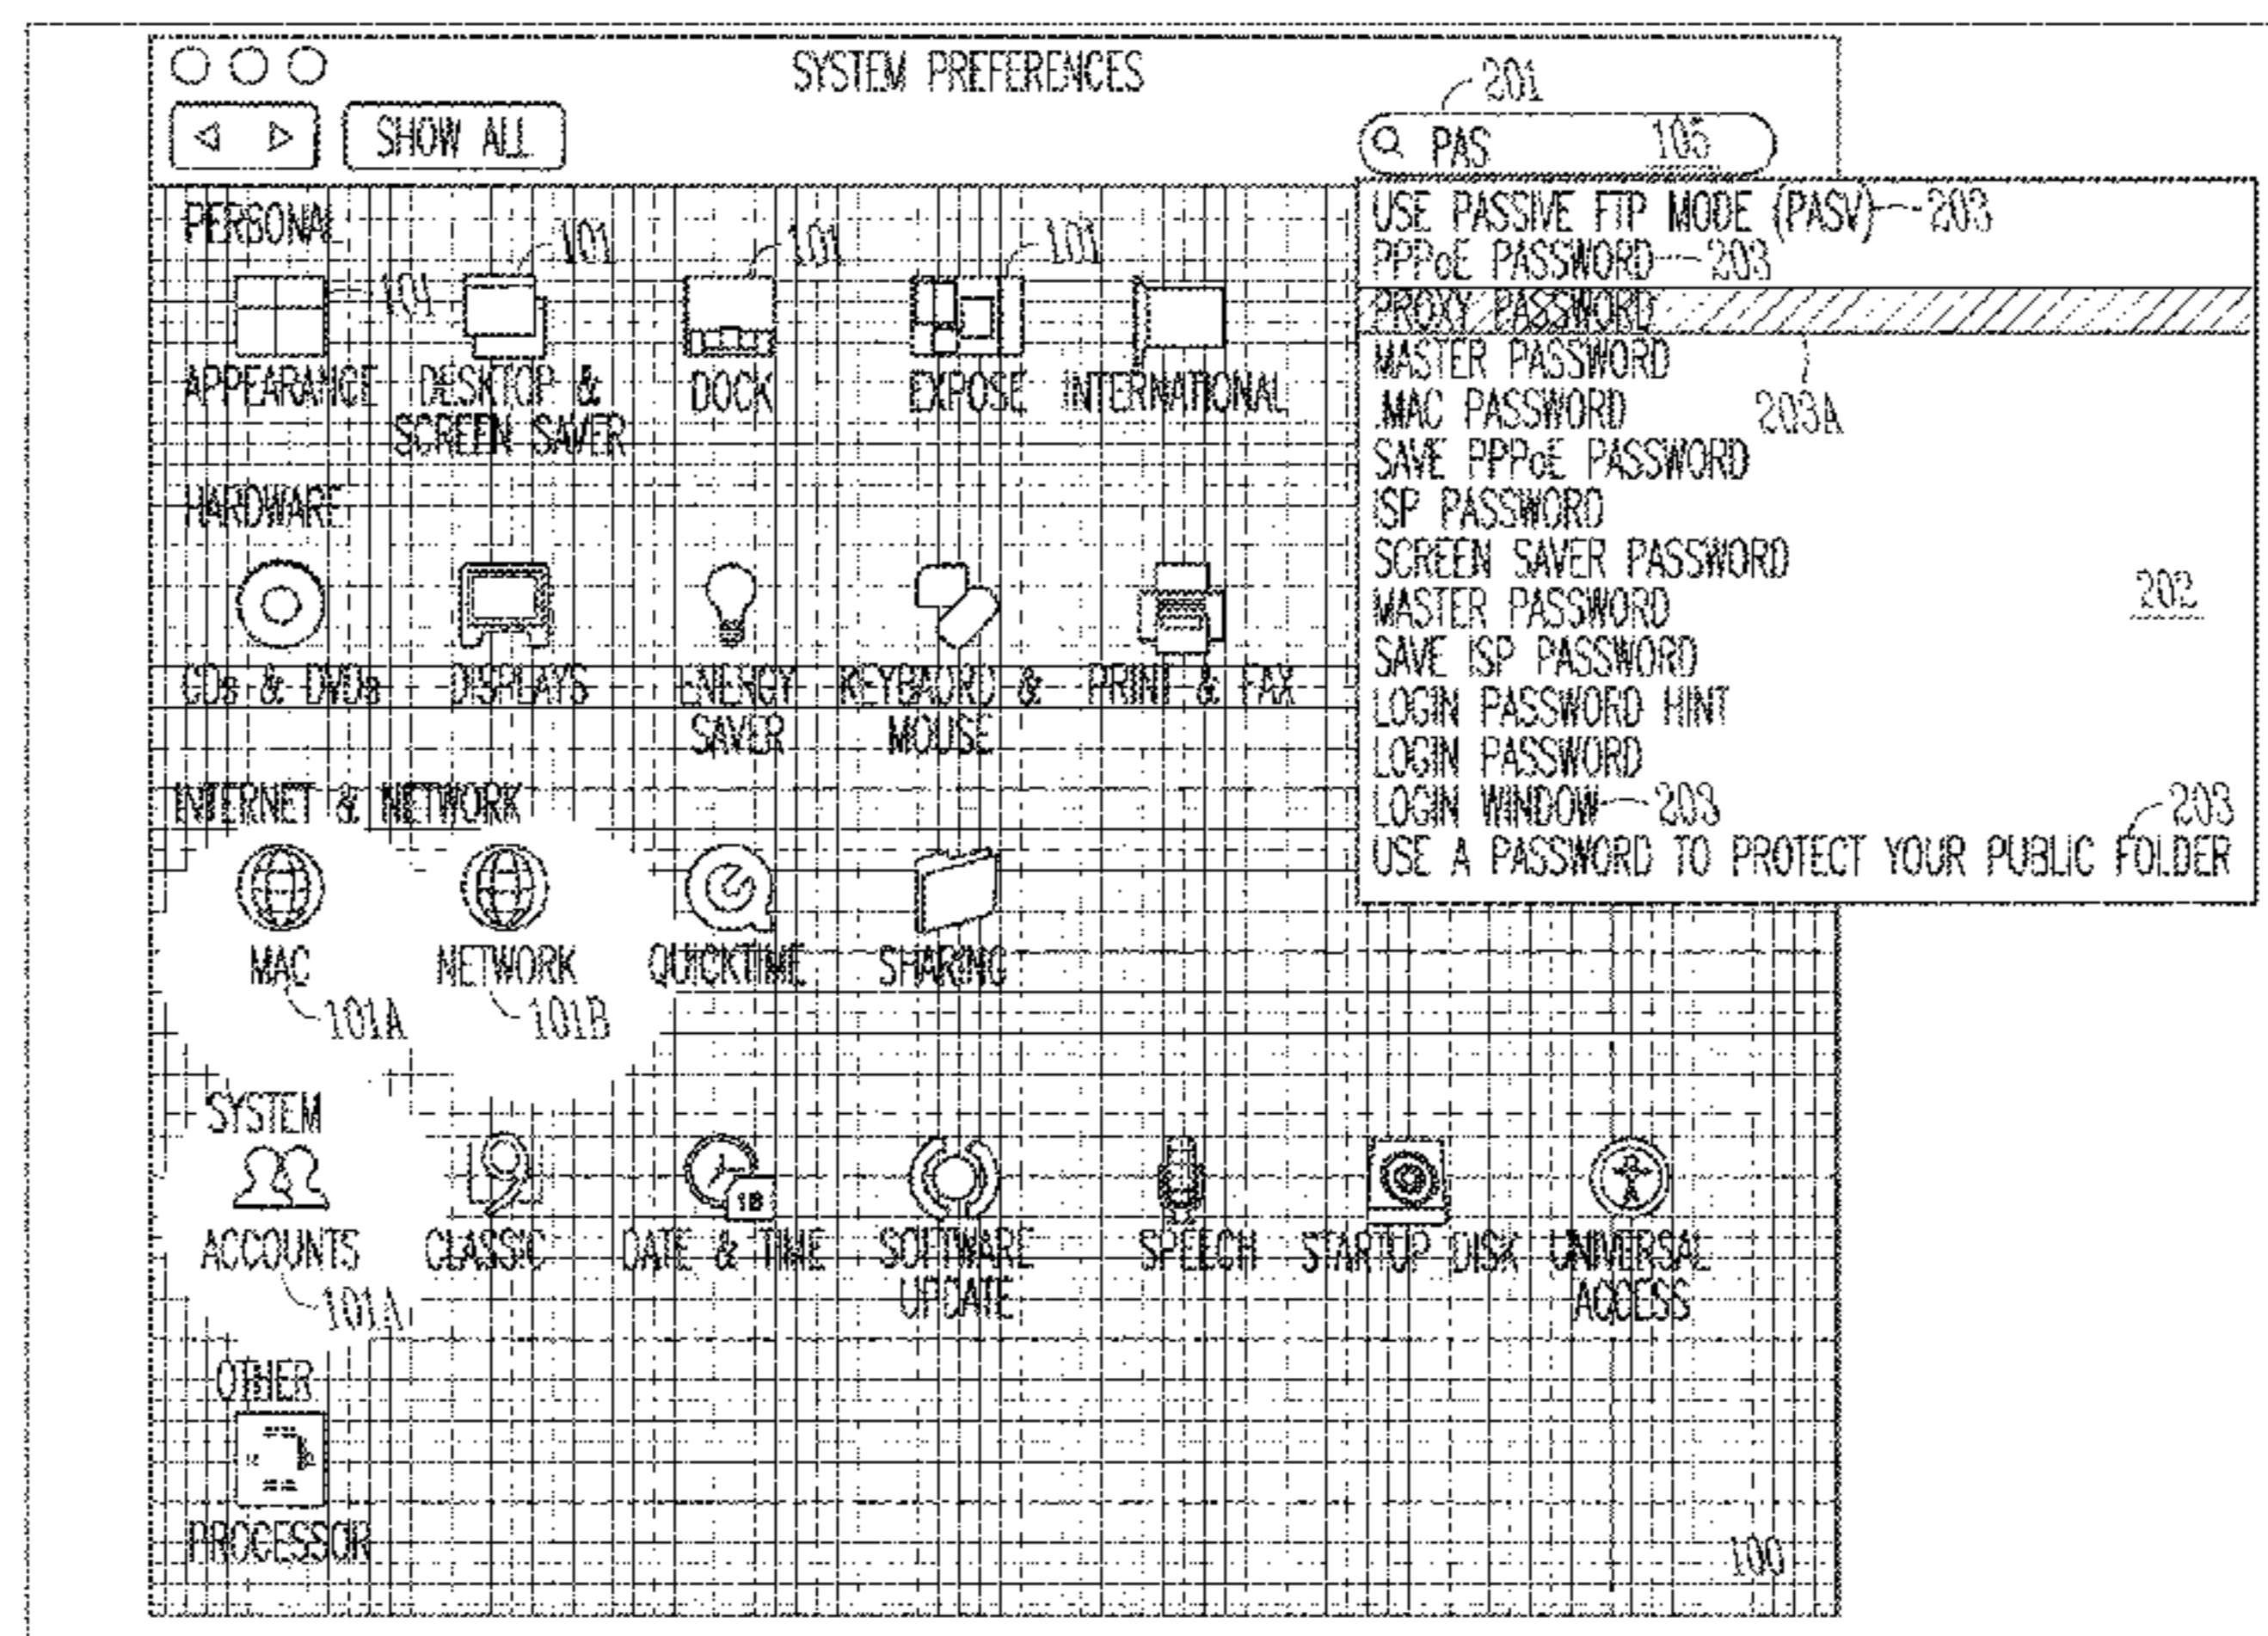 SYSTEM PREFERENCES
201
SHOW ALL
PAS 105
USE PASSIVE FTP MODE (PASV) 203
PPPoE PASSWORD 203
PROXY PASSWORD
MASTER PASSWORD
203A
.MAC PASSWORD
SAVE PPPoE PASSWORD
ISP PASSWORD
SCREEN SAVER PASSWORD
MASTER PASSWORD
202
SAVE ISP PASSWORD
LOGIN PASSWORD HINT
LOGIN PASSWORD
LOGIN WINDOW 203
203
USE A PASSWORD TO PROTECT YOUR PUBLIC FOLDER
PERSONAL
101 101 101 101
APPEARANCE DESKTOP & DOCK EXPOSE INTERNATIONAL
SCREEN SAVER
HARDWARE
CDs & DVDs DISPLAYS ENERGY KEYBAORD & PRINT & FAX
SAVER MOUSE
INTERNET & NETWORK
MAC NETWORK QUICKTIME SHARING
101A 101B
SYSTEM
18
ACCOUNTS CLASSIC DATE & TIME SOFTWARE SPEECH STARTUP DISK UNIVERSAL
UPDATE ACCESS
101A
OTHER
PROCESSOR
100